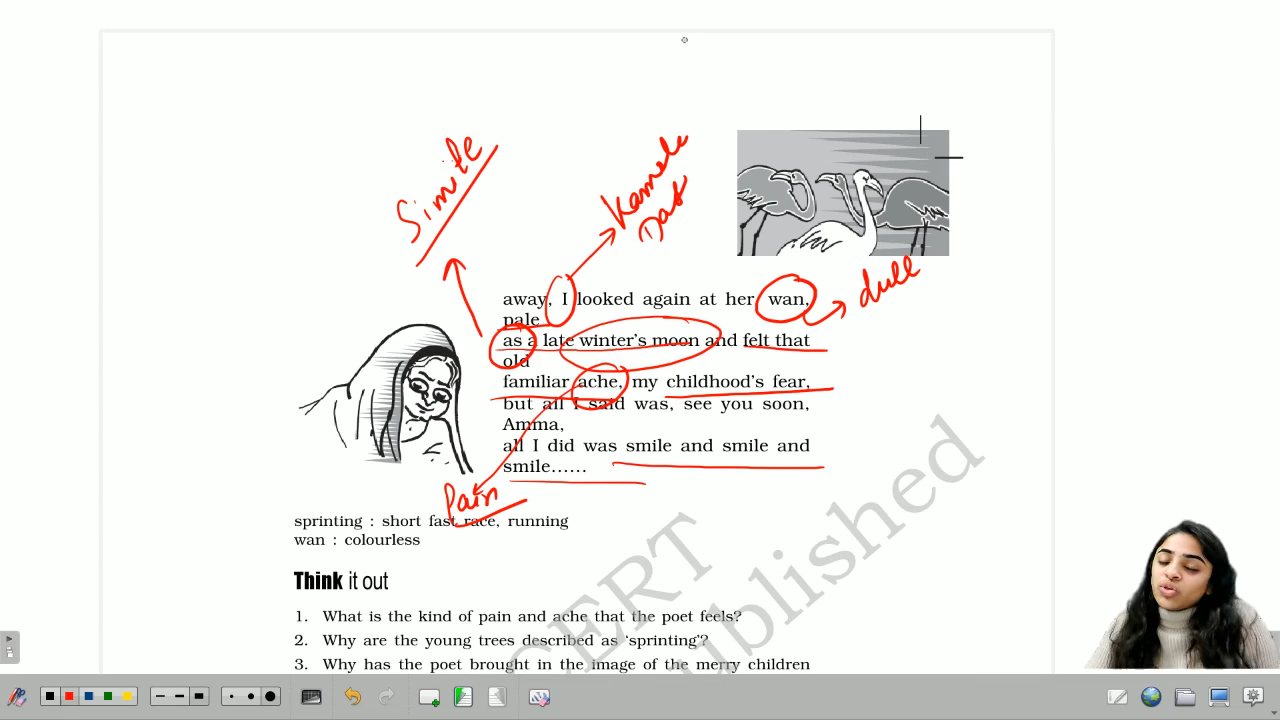 Simile
Kamala
Das
dull
away, I looked again at her wan,
pale
as a late winter's moon and felt that
old
familiar ache, my childhood's fear,
but all I said was, see you soon,
Amma,
all I did was smile and smile and
smile......
Pain
sprinting : short fast race, running
wan : colourless
Think it out
1. What is the kind of pain and ache that the poet feels?
2. Why are the young trees described as 'sprinting'?
3. Why has the poet brought in the image of the merry children